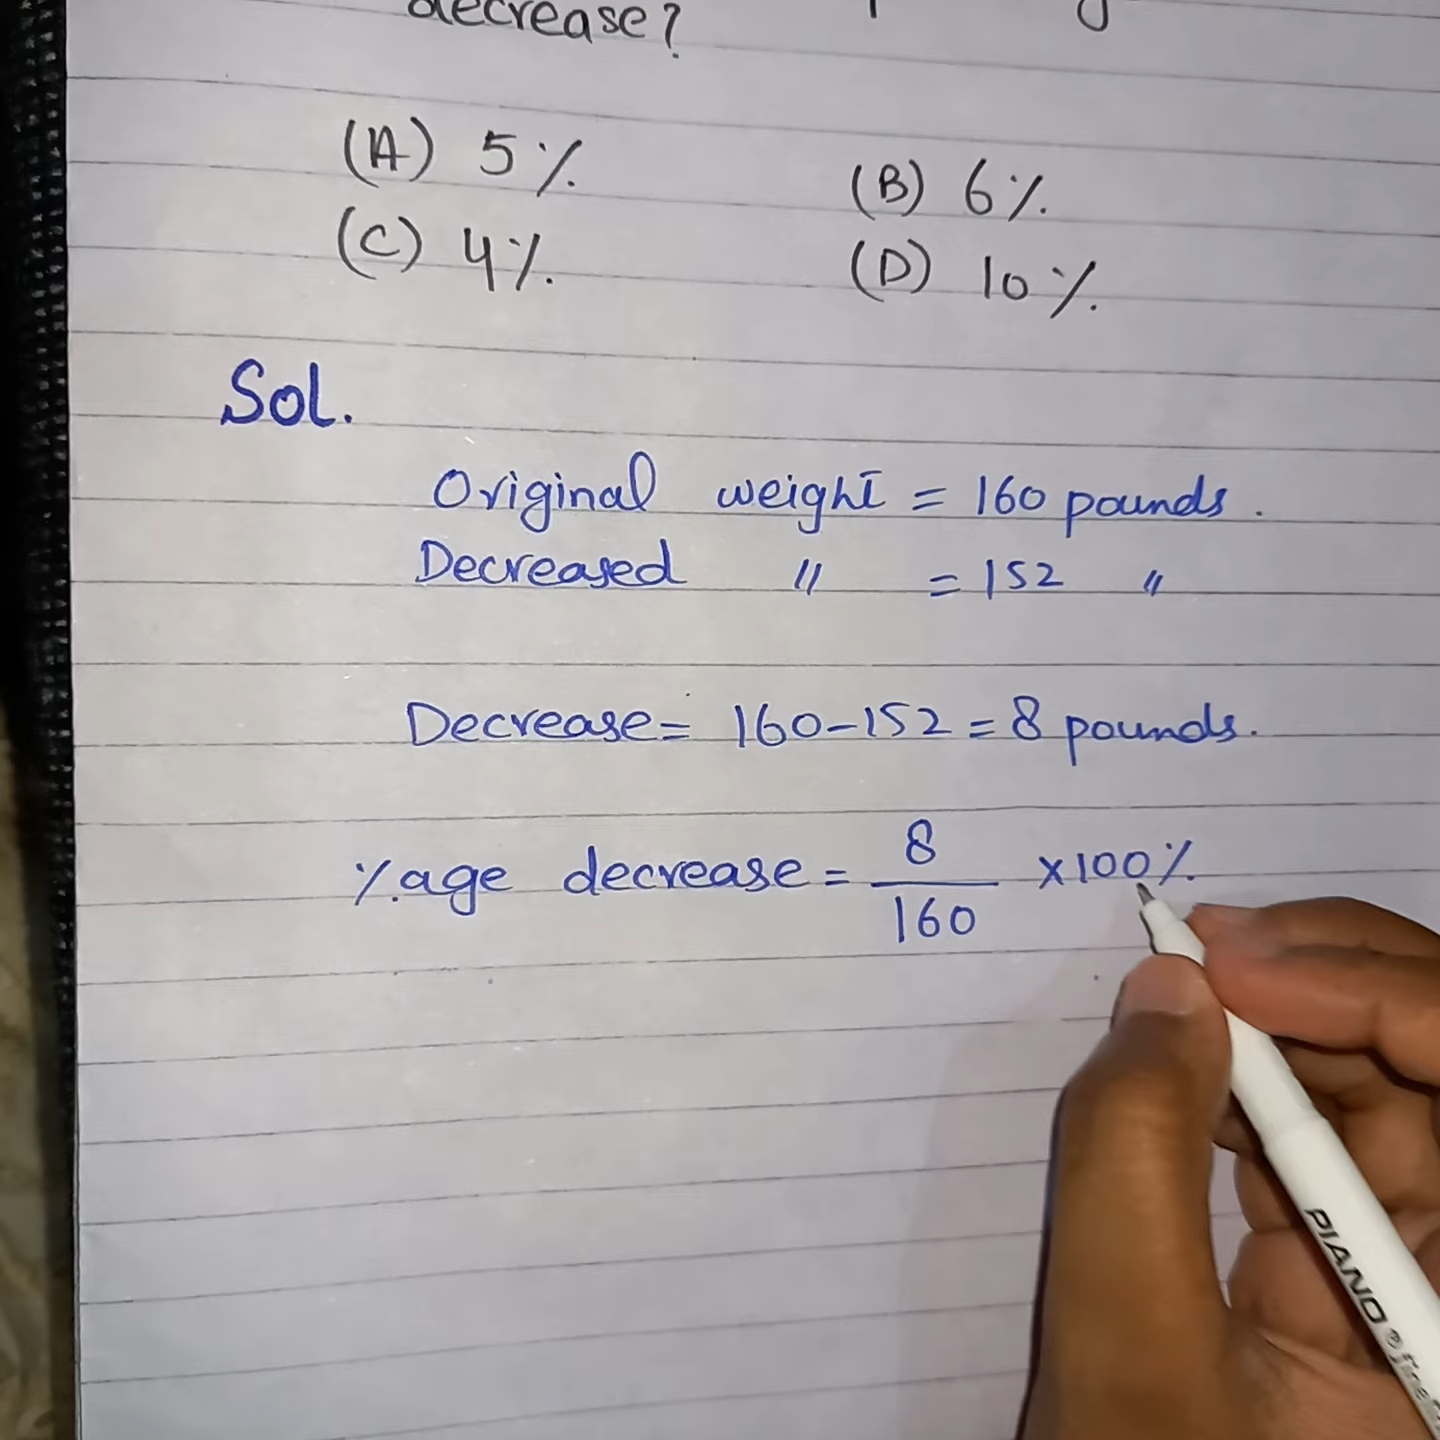 decrease?
(A) 5%
(B) 6%
(C) 4%
(D) 10%
Sol.
Original weight = 160 pounds.
Decreased " = 152 "
Decrease = 160-152 = 8 pounds.
%age decrease = 8/160 ×100%
PIANO®